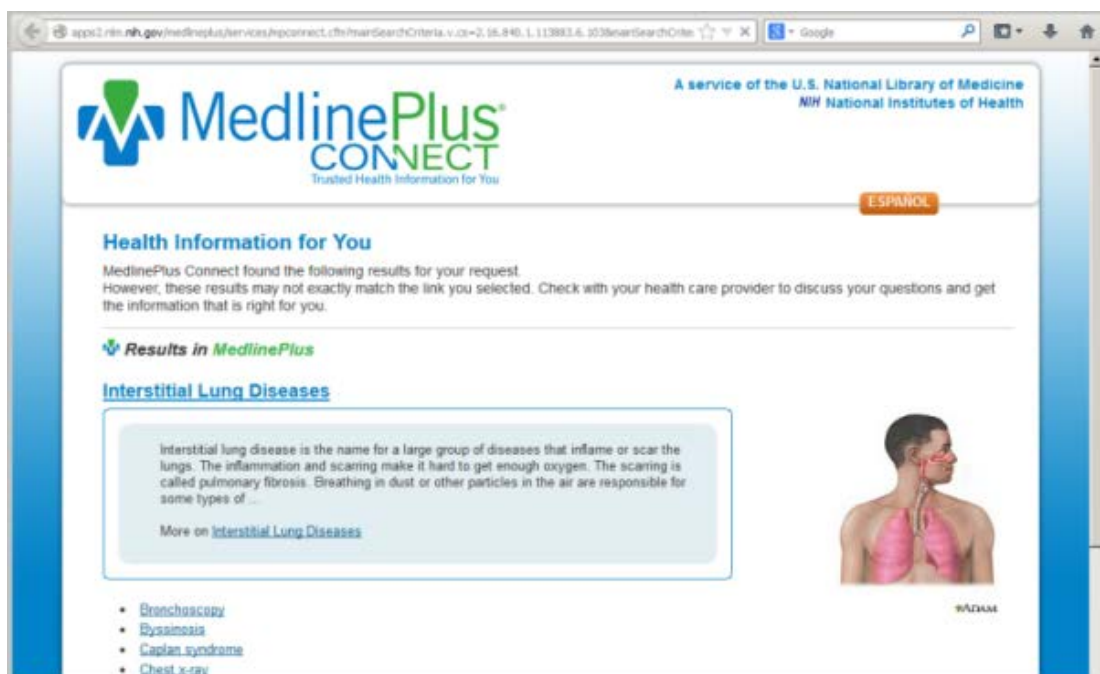 Google
MedlinePlus
CONNECT
Trusted Health Information for You
A service of the U.S. National Library of Medicine
NIH National Institutes of Health
ESPAÑOL
Health Information for You
MedlinePlus Connect found the following results for your request.
However, these results may not exactly match the link you selected. Check with your health care provider to discuss your questions and get
the information that is right for you.
Results in MedlinePlus
Interstitial Lung Diseases
Interstitial lung disease is the name for a large group of diseases that inflame or scar the
lungs. The inflammation and scarring make it hard to get enough oxygen. The scarring is
called pulmonary fibrosis. Breathing in dust or other particles in the air are responsible for
some types of ...
More on Interstitial Lung Diseases
Bronchoscopy
Byssinosis
Caplan syndrome
Chest x-ray
ADAM